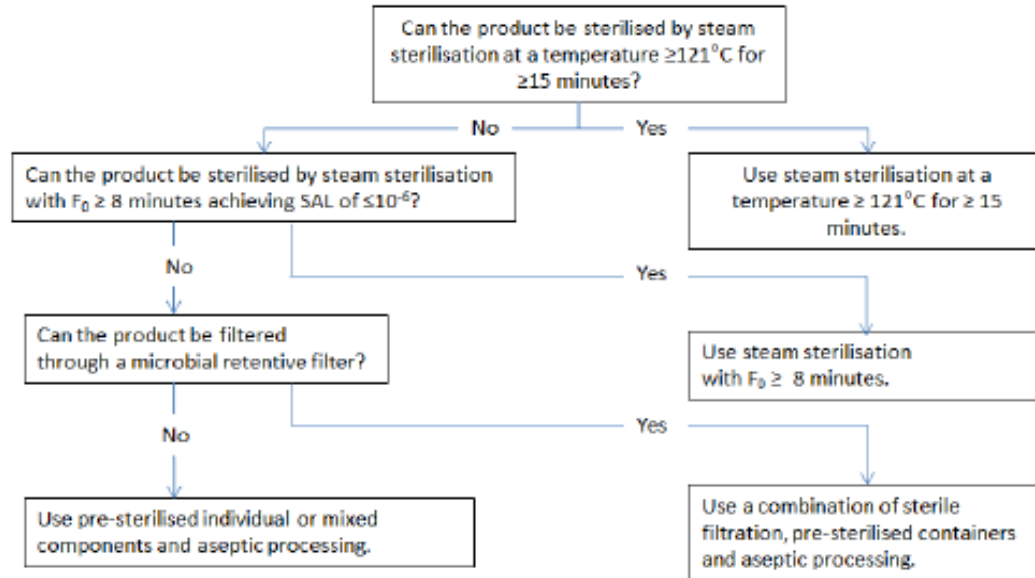 Can the product be sterilised by steam
sterilisation at a temperature ≥121⁰C for
≥15 minutes?
No
Yes
Can the product be sterilised by steam sterilisation
with F₀ ≥ 8 minutes achieving SAL of ≤10⁻⁶?
Use steam sterilisation at a
temperature ≥ 121⁰C for ≥ 15
minutes.
No
Yes
Can the product be filtered
through a microbial retentive filter?
Use steam sterilisation
with F₀ ≥ 8 minutes.
No
Yes
Use pre-sterilised individual or mixed
components and aseptic processing.
Use a combination of sterile
filtration, pre-sterilised containers
and aseptic processing.